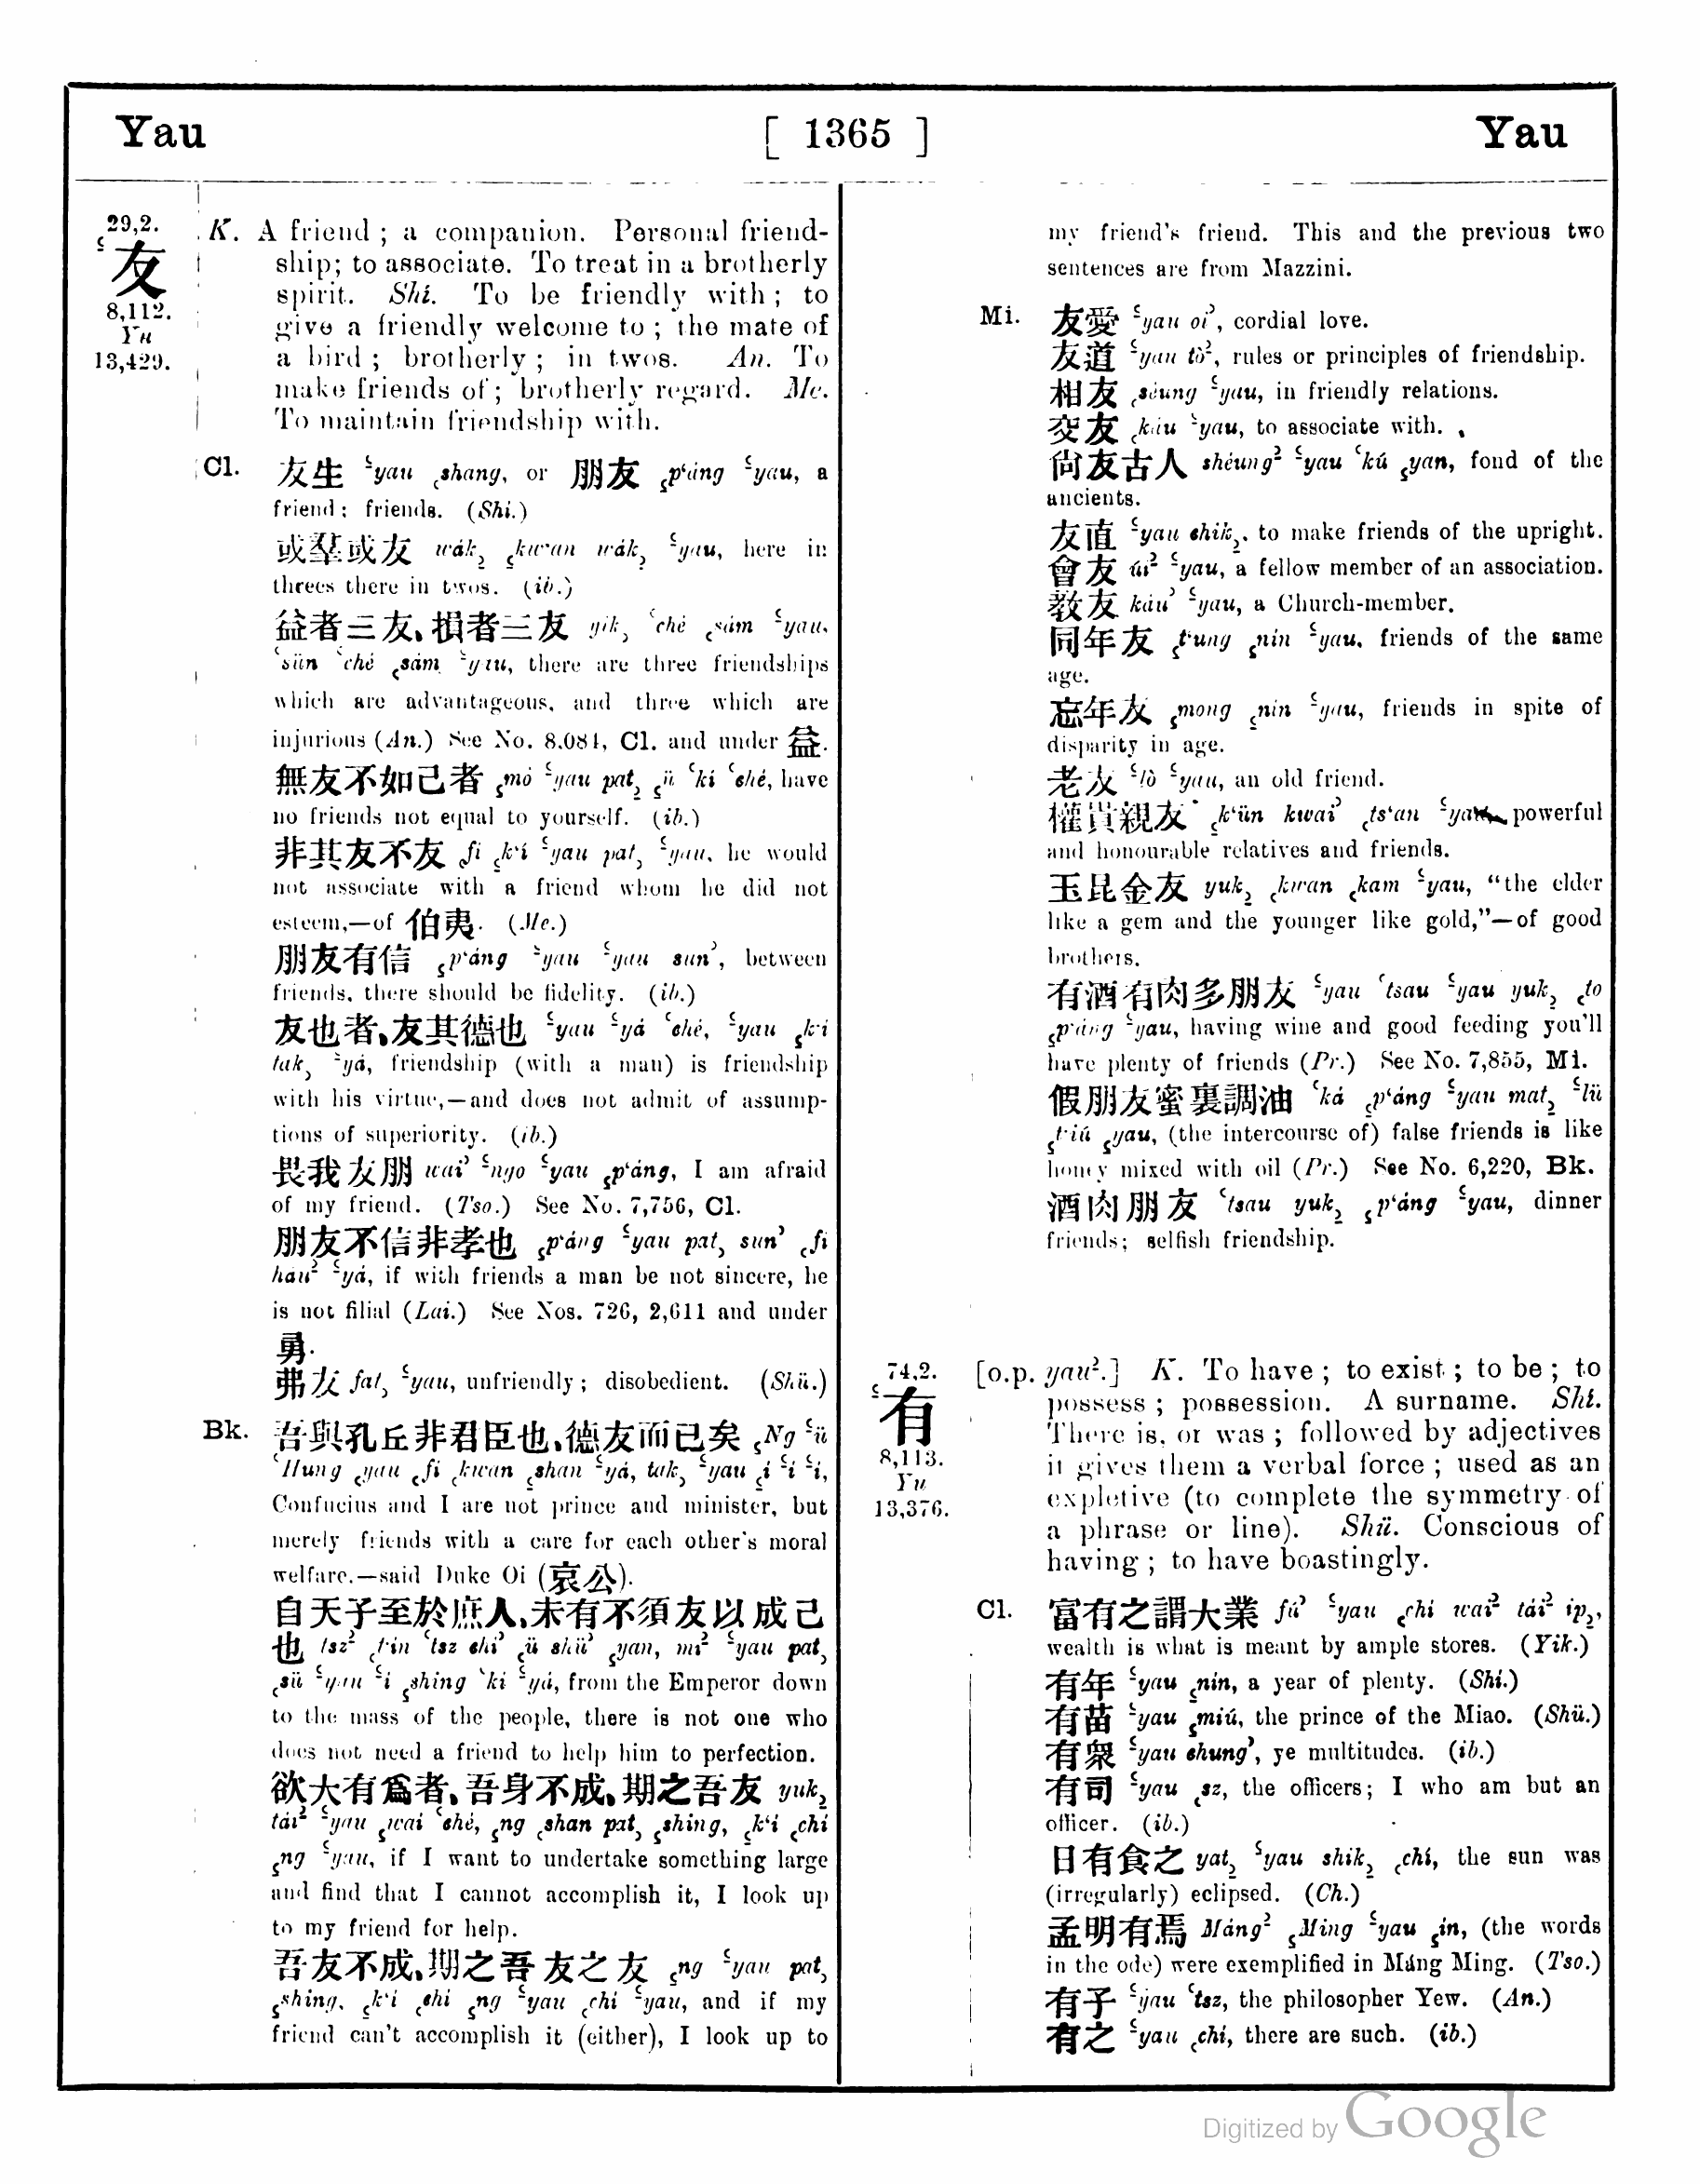 Yau [ 1365 ] Yau
29,2.
友
8,112.
Yu
13,429.
K. A friend ; a companion. Personal friend-
ship; to associate. To treat in a brotherly
spirit. Shi. To be friendly with ; to
give a friendly welcome to ; the mate of
a bird ; brotherly ; in twos. An. To
make friends of ; brotherly regard. Me.
To maintain friendship with.
Cl. 友生 ꜃yau ꜀shang, or 朋友 ꜁pʻáng ꜃yau, a
friend ; friends. (Shi.)
或羣或友 wák꜇ ꜁kwʻan wák꜇ ꜃yau, here in
threes there in twos. (ib.)
益者三友、損者三友 yik꜆ ꜂ché ꜀sám ꜃yau,
꜂sün ꜂ché ꜀sám ꜃yau, there are three friendships
which are advantageous, and three which are
injurious (An.) See No. 8,084, Cl. and under 益.
無友不如己者 ꜁mò ꜃yau pat꜆ ꜁ü ꜂ki ꜂ché, have
no friends not equal to yourself. (ib.)
非其友不友 ꜀fi ꜁kʻí ꜃yau pat꜆ ꜃yau, he would
not associate with a friend whom he did not
esteem,—of 伯夷. (Me.)
朋友有信 ꜁pʻáng ꜃yau ꜃yau sun꜄, between
friends, there should be fidelity. (ib.)
友也者、友其德也 ꜃yau ꜃yá ꜂ché, ꜃yau ꜁kʻi
tak꜆ ꜃yá, friendship (with a man) is friendship
with his virtue,—and does not admit of assump-
tions of superiority. (ib.)
畏我友朋 wai꜄ ꜃ngo ꜃yau ꜁pʻáng, I am afraid
of my friend. (Tso.) See No. 7,756, Cl.
朋友不信非孝也 ꜁pʻáng ꜃yau pat꜆ sun꜄ ꜀fi
háu꜅ ꜃yá, if with friends a man be not sincere, he
is not filial (Lai.) See Nos. 726, 2,611 and under
勇.
弗友 fat꜆ ꜃yau, unfriendly ; disobedient. (Shü.)
Bk. 吾與孔丘非君臣也、德友而已矣 ꜁Ng ꜃ü
꜂Hung ꜀yau ꜀fi ꜀kwan ꜁shan ꜃yá, tak꜆ ꜃yau ꜁í ꜃í ꜃í,
Confucius and I are not prince and minister, but
merely friends with a care for each other's moral
welfare.—said Duke Oi (哀公).
自天子至於庶人、未有不須友以成己
也 tsz꜅ ꜀tʻin ꜂tsz chi꜄ ꜀ü shü꜄ ꜁yan, mi꜅ ꜃yau pat꜆
꜀sü ꜃yau ꜃i ꜁shing ꜂ki ꜃yá, from the Emperor down
to the mass of the people, there is not one who
does not need a friend to help him to perfection.
欲大有爲者、吾身不成、期之吾友 yuk꜇
tái꜅ ꜃yau ꜁wai ꜂ché, ꜁ng ꜀shan pat꜆ ꜁shing, ꜁kʻi ꜀chi
꜁ng ꜃yau, if I want to undertake something large
and find that I cannot accomplish it, I look up
to my friend for help.
吾友不成、期之吾友之友 ꜁ng ꜃yau pat꜆
꜁shing, ꜁kʻi ꜀chi ꜁ng ꜃yau ꜀chi ꜃yau, and if my
friend can't accomplish it (either), I look up to
my friend's friend. This and the previous two
sentences are from Mazzini.
Mi. 友愛 ꜃yau oi꜄, cordial love.
友道 ꜃yau tò꜅, rules or principles of friendship.
相友 ꜀séung ꜃yau, in friendly relations.
交友 ꜀káu ꜃yau, to associate with.
尙友古人 shéung꜅ ꜃yau ꜂kú ꜁yan, fond of the
ancients.
友直 ꜃yau chik꜇, to make friends of the upright.
會友 úi꜅ ꜃yau, a fellow member of an association.
敎友 káu꜄ ꜃yau, a Church-member.
同年友 ꜁tʻung ꜁nín ꜃yau, friends of the same
age.
忘年友 ꜁mong ꜁nin ꜃yau, friends in spite of
disparity in age.
老友 ꜃lò ꜃yau, an old friend.
權貴親友 ꜁kʻün kwai꜄ ꜀tsʻan ꜃yau powerful
and honourable relatives and friends.
玉昆金友 yuk꜇ ꜀kwan ꜀kam ꜃yau, “the elder
like a gem and the younger like gold,”—of good
brothers.
有酒有肉多朋友 ꜃yau ꜂tsau ꜃yau yuk꜇ ꜀to
꜁pʻáng ꜃yau, having wine and good feeding you'll
have plenty of friends (Pr.) See No. 7,855, Mi.
假朋友蜜裏調油 ꜂ká ꜁pʻáng ꜃yau mat꜇ ꜃lü
꜁tʻiú ꜁yau, (the intercourse of) false friends is like
honey mixed with oil (Pr.) See No. 6,220, Bk.
酒肉朋友 ꜂tsau yuk꜇ ꜁pʻáng ꜃yau, dinner
friends ; selfish friendship.
74,2.
有
8,113.
Yu
13,376.
[o.p. yau꜅.] K. To have ; to exist ; to be ; to
possess ; possession. A surname. Shi.
There is, or was ; followed by adjectives
it gives them a verbal force ; used as an
expletive (to complete the symmetry of
a phrase or line). Shü. Conscious of
having ; to have boastingly.
Cl. 富有之謂大業 fú꜄ ꜃yau ꜀chi wai꜅ tái꜅ ip꜇,
wealth is what is meant by ample stores. (Yik.)
有年 ꜃yau ꜁nin, a year of plenty. (Shi.)
有苗 ꜃yau ꜁miú, the prince of the Miao. (Shü.)
有衆 ꜃yau chung꜄, ye multitudes. (ib.)
有司 ꜃yau ꜀sz, the officers; I who am but an
officer. (ib.)
日有食之 yat꜇ ꜃yau shik꜇ ꜀chi, the sun was
(irregularly) eclipsed. (Ch.)
孟明有焉 Máng꜅ ꜁Ming ꜃yau ꜁in, (the words
in the ode) were exemplified in Máng Ming. (Tso.)
有子 ꜃yau ꜂tsz, the philosopher Yew. (An.)
有之 ꜃yau ꜀chi, there are such. (ib.)
Digitized by Google